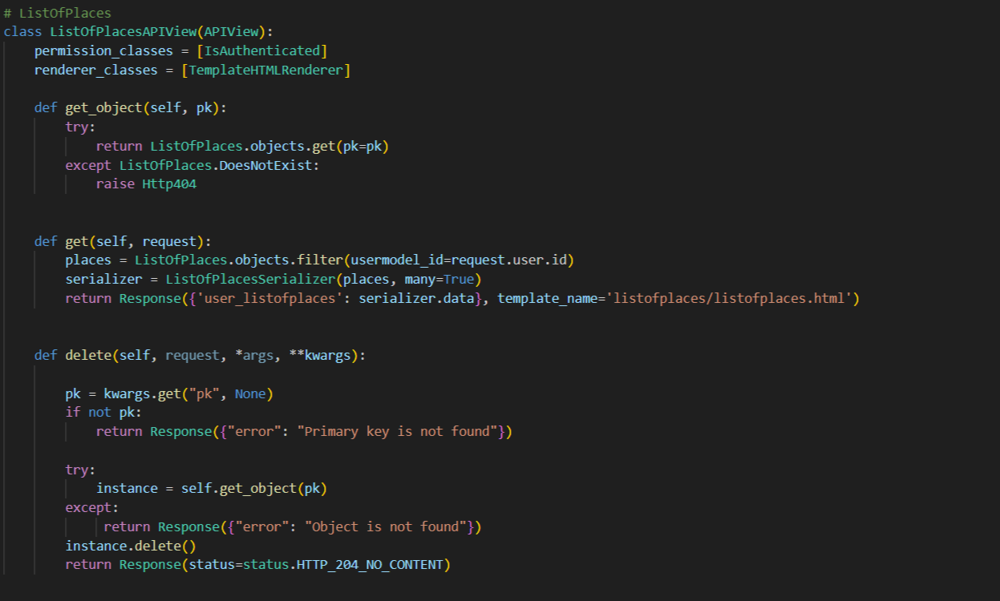 # ListOfPlaces
class ListOfPlacesAPIView(APIView):
    permission_classes = [IsAuthenticated]
    renderer_classes = [TemplateHTMLRenderer]

    def get_object(self, pk):
        try:
            return ListOfPlaces.objects.get(pk=pk)
        except ListOfPlaces.DoesNotExist:
            raise Http404


    def get(self, request):
        places = ListOfPlaces.objects.filter(usermodel_id=request.user.id)
        serializer = ListOfPlacesSerializer(places, many=True)
        return Response({'user_listofplaces': serializer.data}, template_name='listofplaces/listofplaces.html')


    def delete(self, request, *args, **kwargs):

        pk = kwargs.get("pk", None)
        if not pk:
            return Response({"error": "Primary key is not found"})

        try:
            instance = self.get_object(pk)
        except:
             return Response({"error": "Object is not found"})
        instance.delete()
        return Response(status=status.HTTP_204_NO_CONTENT)